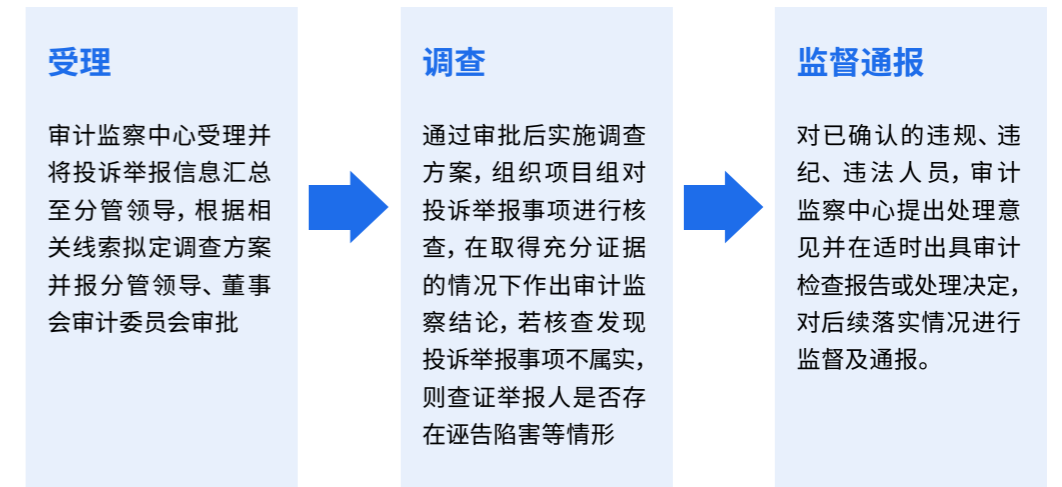 受理
审计监察中心受理并
将投诉举报信息汇总
至分管领导，根据相
关线索拟定调查方案
并报分管领导、董事
会审计委员会审批
调查
通过审批后实施调查
方案，组织项目组对
投诉举报事项进行核
查，在取得充分证据
的情况下作出审计监
察结论，若核查发现
投诉举报事项不属实，
则查证举报人是否存
在诬告陷害等情形
监督通报
对已确认的违规、违
纪、违法人员，审计
监察中心提出处理意
见并在适时出具审计
检查报告或处理决定，
对后续落实情况进行
监督及通报。